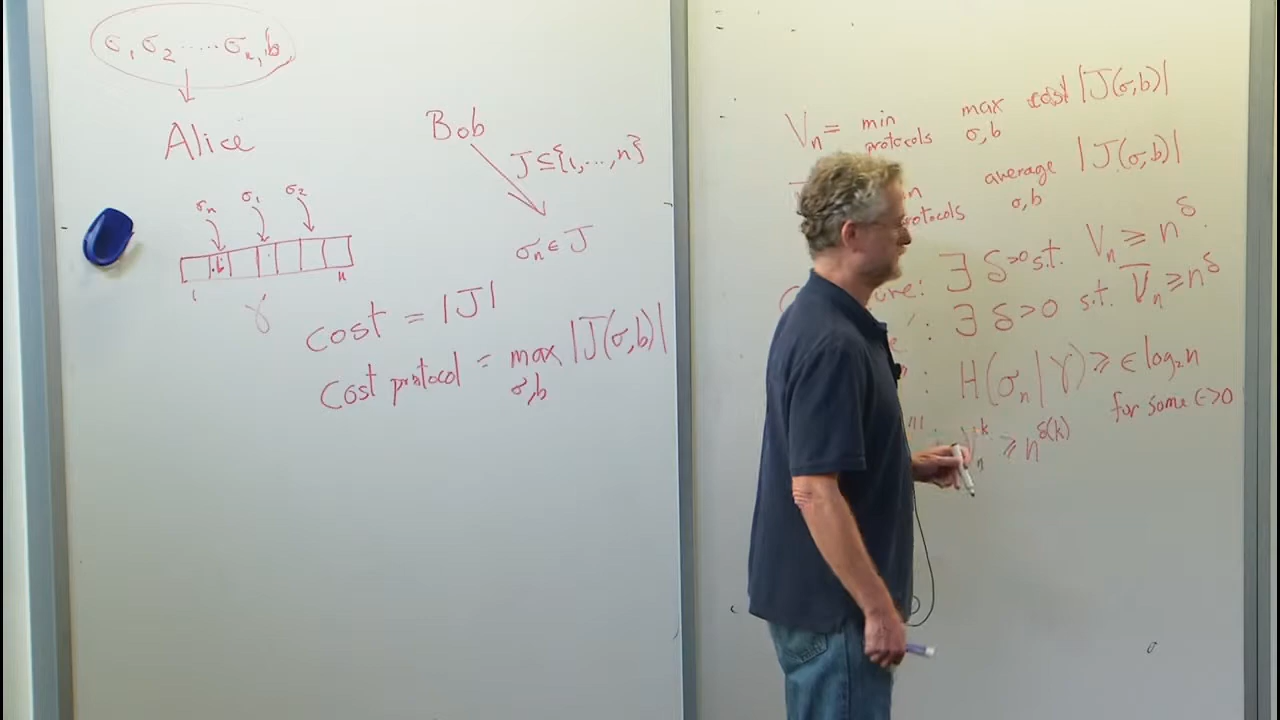 σ₁ σ₂ ..... σₙ, b
Alice
σₙ σ₁ σ₂
b
1 n
γ
Bob
J ⊆ {1,...,n}
σₙ ∈ J
cost = |J|
Cost protocol = max |J(σ,b)|
σ,b
Vₙ = min max cost |J(σ,b)|
protocols σ,b
average |J(σ,b)|
σ,b
∃ δ>0 s.t. Vₙ ≥ n^δ.
∃ δ>0 s.t. V̅ₙ ≥ n^δ
H(σₙ|γ) ≥ ε log₂ n
for some ε>0
Vₙ^k ≥ n^δ(k)